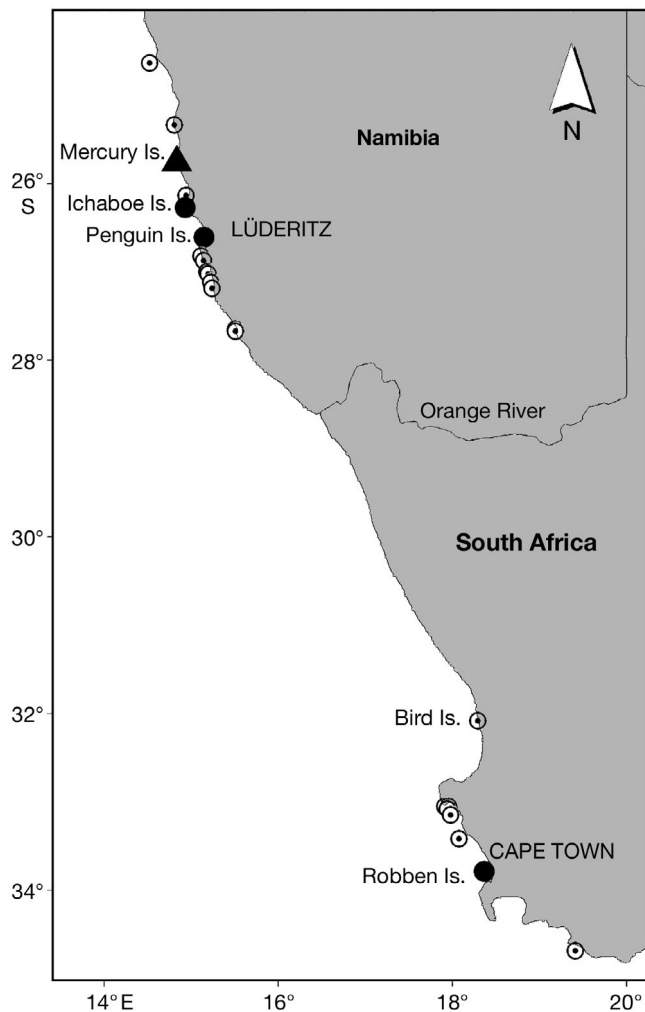 N
Namibia
Mercury Is.
26°
S
Ichaboe Is.
Penguin Is.
LÜDERITZ
28°
Orange River
30°
South Africa
32°
Bird Is.
CAPE TOWN
Robben Is.
34°
14°E 16° 18° 20°